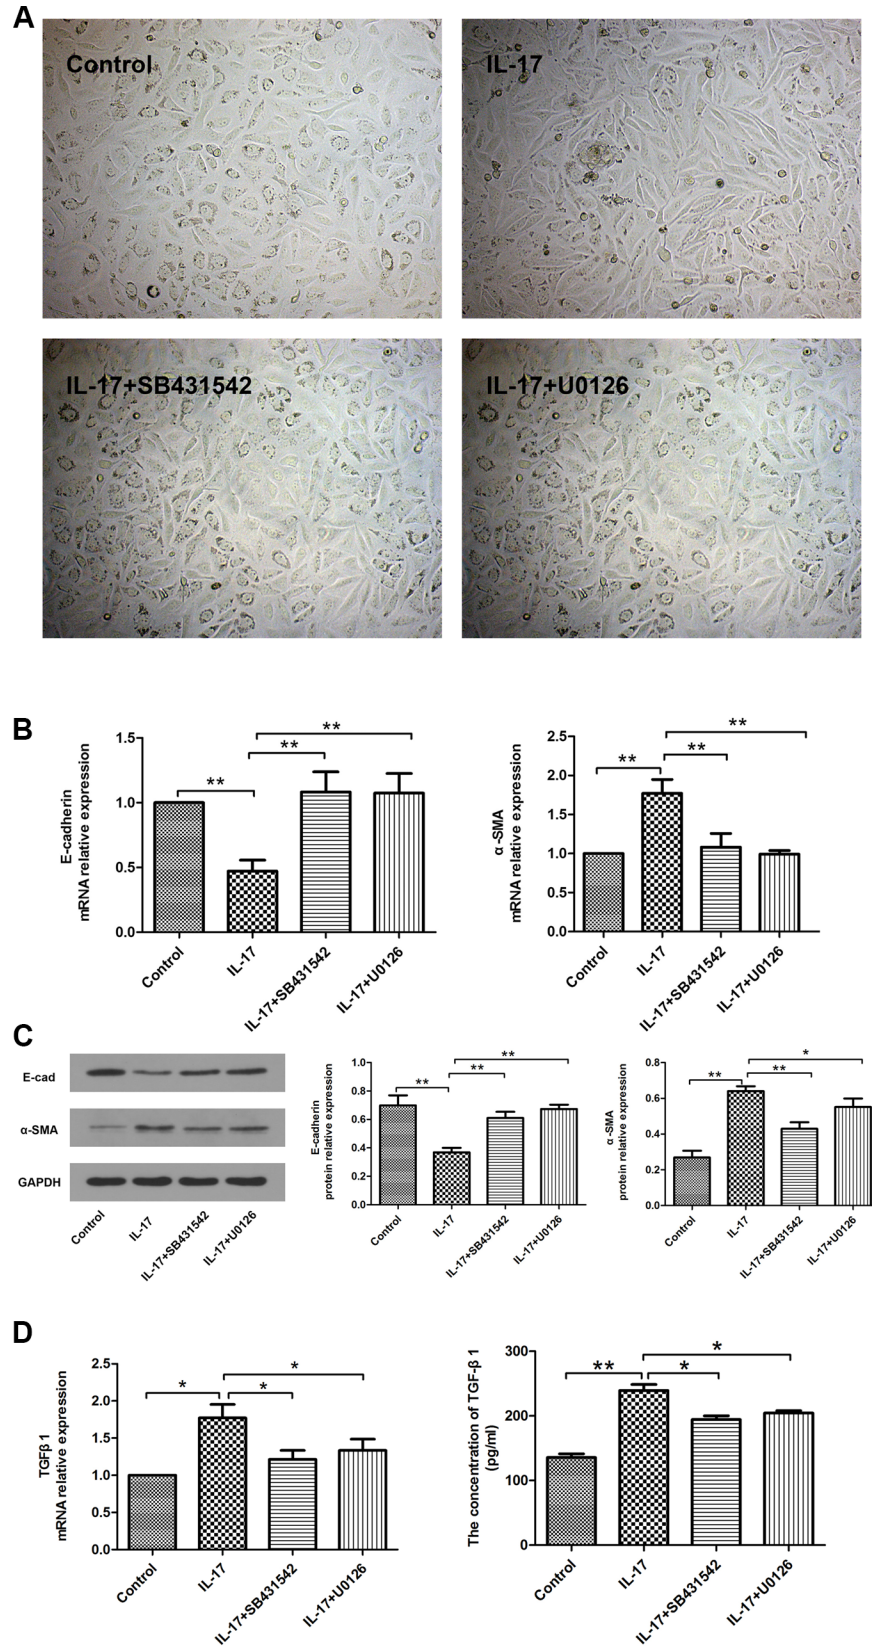 A
Control
IL-17
IL-17+SB431542
IL-17+U0126
B
E-cadherin
mRNA relative expression
1.5
1.0
0.5
0.0
**
**
**
Control
IL-17
IL-17+SB431542
IL-17+U0126
α-SMA
mRNA relative expression
2.5
2.0
1.5
1.0
0.5
0.0
**
**
**
Control
IL-17
IL-17+SB431542
IL-17+U0126
C
E-cad
α-SMA
GAPDH
Control
IL-17
IL-17+SB431542
IL-17+U0126
E-cadherin
protein relative expression
1.0
0.8
0.6
0.4
0.2
0.0
**
**
**
Control
IL-17
IL-17+SB431542
IL-17+U0126
α-SMA
protein relative expression
0.8
0.6
0.4
0.2
0.0
**
**
*
Control
IL-17
IL-17+SB431542
IL-17+U0126
D
TGFβ 1
mRNA relative expression
2.5
2.0
1.5
1.0
0.5
0.0
*
*
*
Control
IL-17
IL-17+SB431542
IL-17+U0126
The concentration of TGF-β 1
(pg/ml)
300
200
100
0
**
*
*
Control
IL-17
IL-17+SB431542
IL-17+U0126